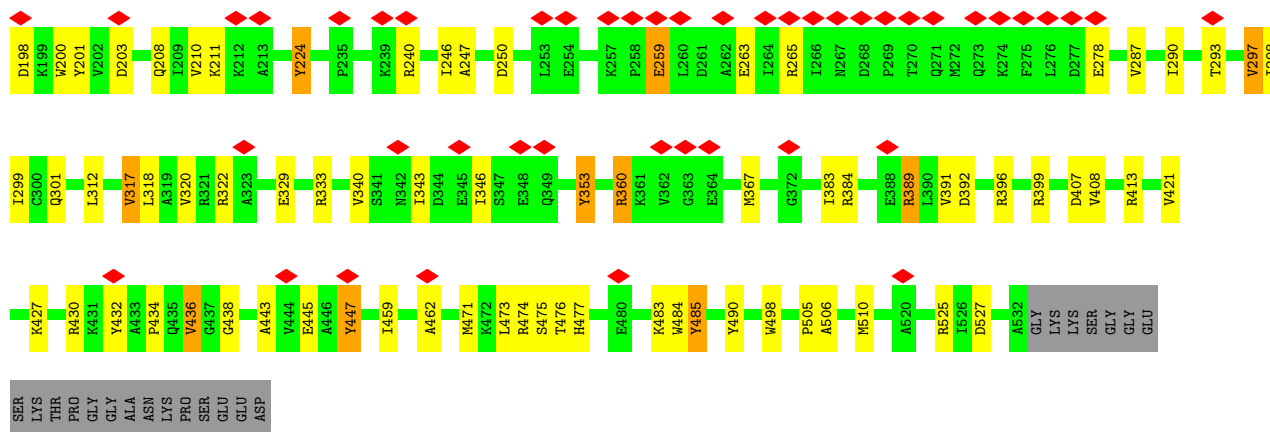 D198 K199 W200 Y201 V202 D203 Q208 I209 V210 K211 K212 A213 Y224 P235 K239 R240 I246 A247 D250 L253 E254 K257 P258 E259 L260 D261 A262 E263 I264 R265 I266 N267 D268 P269 T270 Q271 M272 Q273 K274 F275 L276 D277 E278 V287 I290 T293 V297
I299 C300 Q301 L312 V317 L318 A319 V320 R321 R322 A323 E329 R333 V340 S341 N342 I343 D344 E345 I346 S347 E348 Q349 Y353 R360 K361 V362 G363 E364 M367 G372 I383 R384 E388 R389 L390 V391 D392 R396 R399 D407 V408 R413 V421
K427 R430 K431 Y432 A433 P434 Q435 V436 G437 G438 A443 V444 E445 A446 Y447 I459 A462 M471 K472 L473 R474 S475 T476 H477 E480 K483 W484 Y485 Y490 W498 P505 A506 M510 A520 R525 I526 D527 A532 GLY LYS LYS SER GLY GLY GLU
SER LYS THR PRO GLY GLY ALA ASN LYS PRO SER GLU GLU ASP